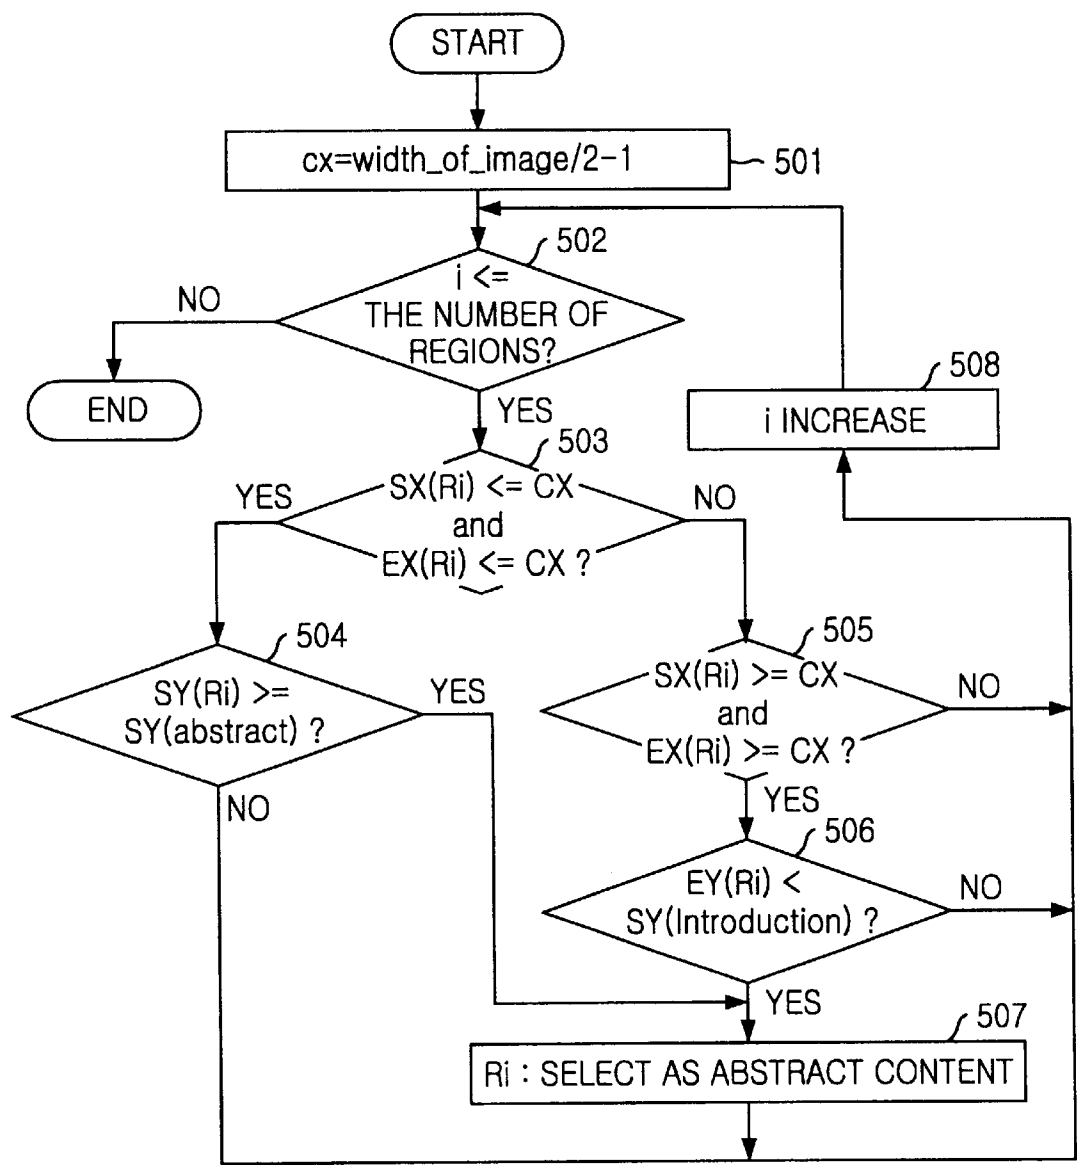 START
cx=width_of_image/2-1
501
502
i <=
THE NUMBER OF
REGIONS?
NO
END
YES
508
i INCREASE
503
SX(Ri) <= CX
and
EX(Ri) <= CX ?
YES
NO
504
SY(Ri) >=
SY(abstract) ?
YES
NO
505
SX(Ri) >= CX
and
EX(Ri) >= CX ?
NO
YES
506
EY(Ri) <
SY(Introduction) ?
NO
YES
507
Ri : SELECT AS ABSTRACT CONTENT